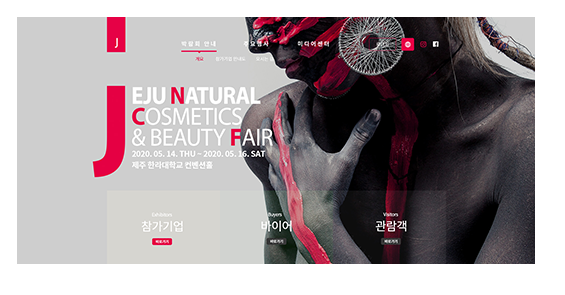 J
박람회 안내 주요행사 미디어센터
개요 참가기업 안내
JEJU NATURAL
COSMETICS
& BEAUTY FAIR
2020. 05. 14. THU ~ 2020. 05. 16. SAT
제주 한라대학교 컨벤션홀
Exhibitors Buyers Visitors
참가기업 바이어 관람객
바로가기 바로가기 바로가기